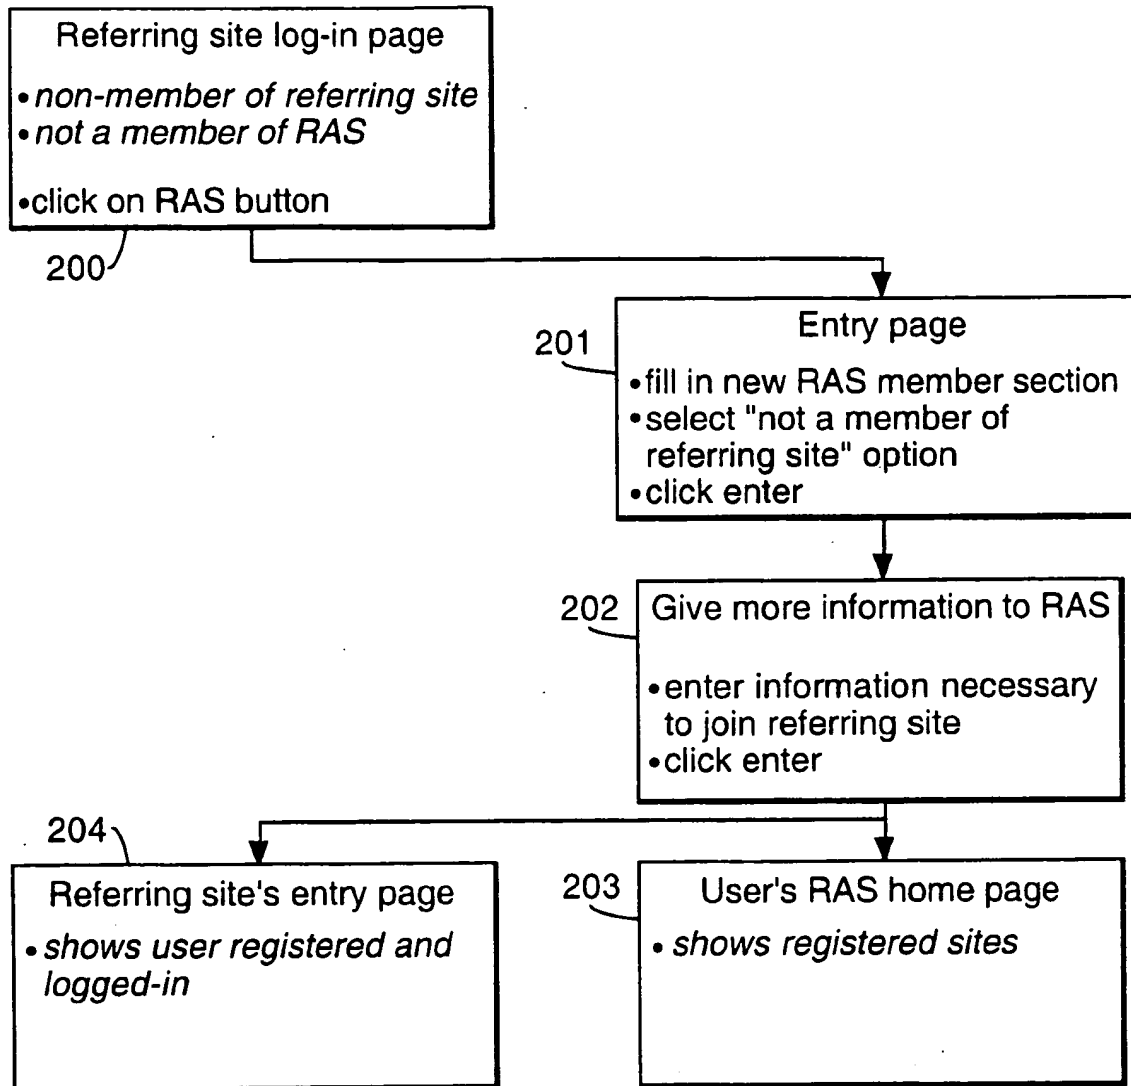 Referring site log-in page
•non-member of referring site
•not a member of RAS
•click on RAS button
200
201
Entry page
•fill in new RAS member section
•select "not a member of
referring site" option
•click enter
202
Give more information to RAS
•enter information necessary
to join referring site
•click enter
204
Referring site's entry page
• shows user registered and
logged-in
203
User's RAS home page
• shows registered sites